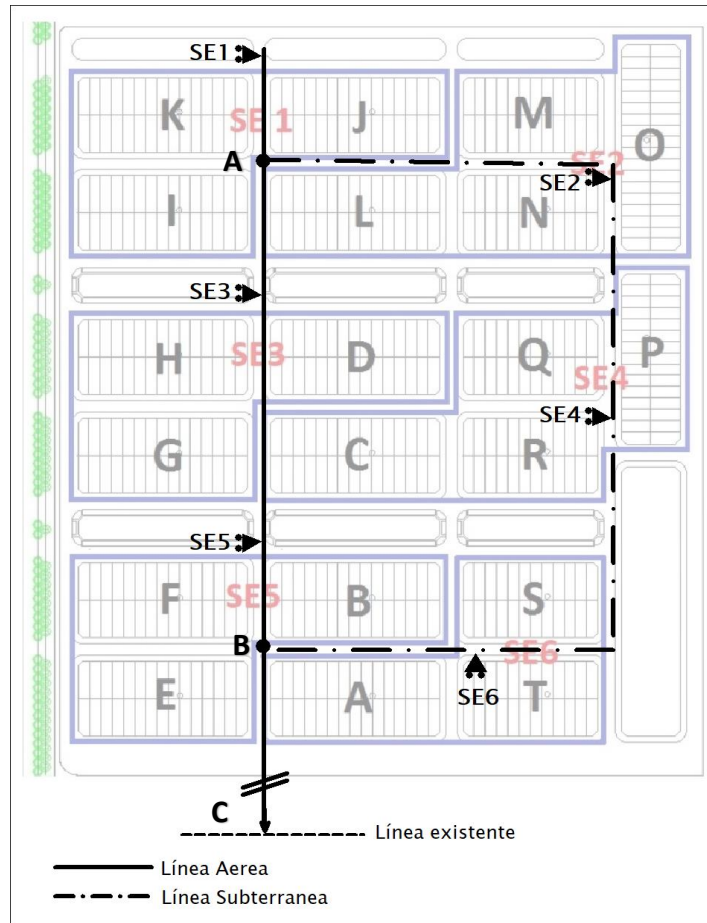 SE1
K
SE 1
J
M
O
A
SE2
SE2
I
L
N
SE3
H
SE3
D
Q
P
SE4
SE4
G
C
R
SE5
F
SE5
B
S
B
SE6
E
A
T
SE6
C
Línea existente
Línea Aerea
Línea Subterranea